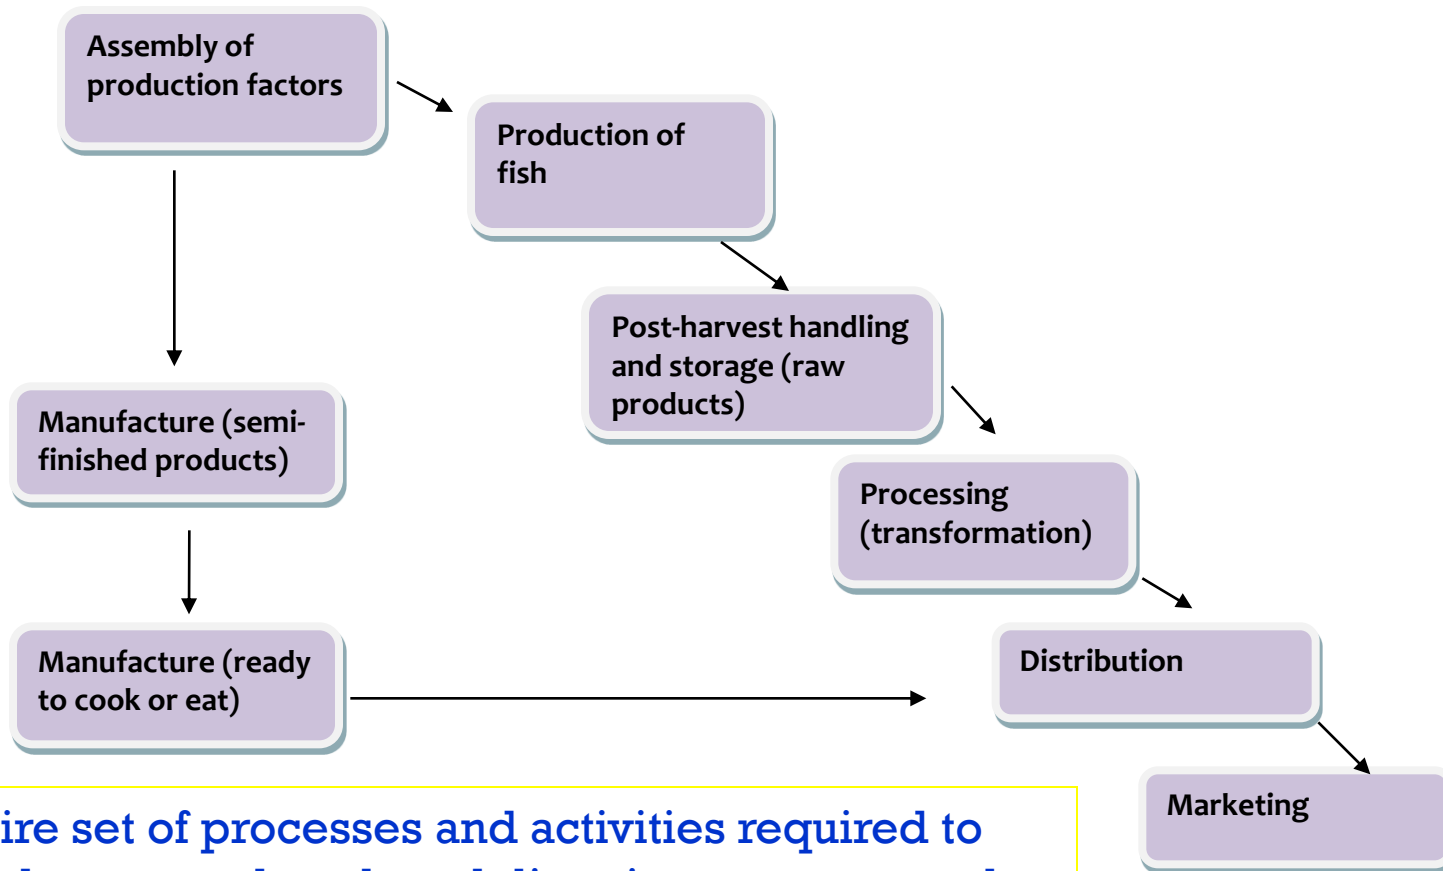 Assembly of
production factors
Production of
fish
Post-harvest handling
and storage (raw
products)
Manufacture (semi-
finished products)
Processing
(transformation)
Manufacture (ready
to cook or eat)
Distribution
Marketing
ire set of processes and activities required to